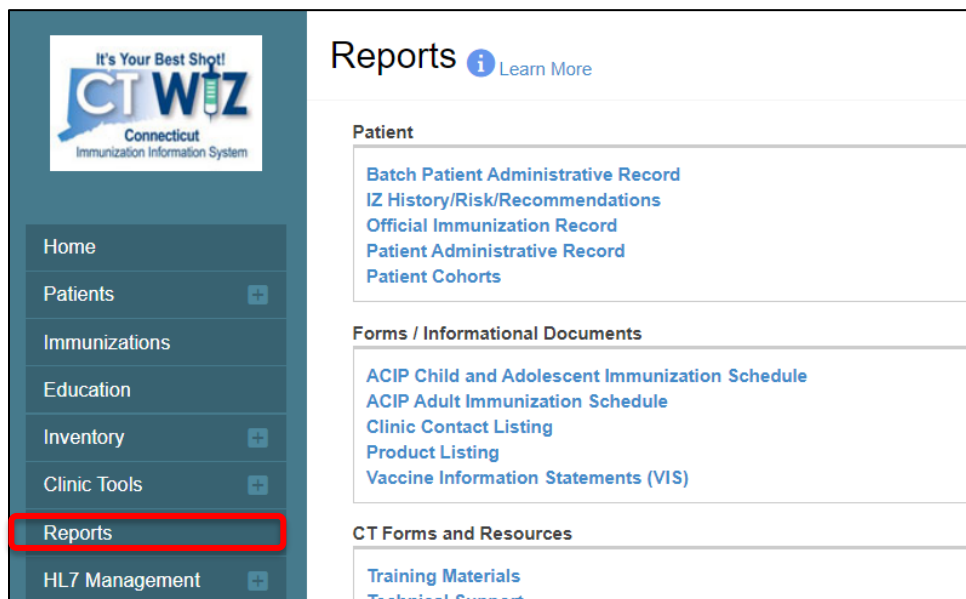 It's Your Best Shot!
CT WiZ
Connecticut
Immunization Information System
Home
Patients
Immunizations
Education
Inventory
Clinic Tools
Reports
HL7 Management
Reports i Learn More
Patient
Batch Patient Administrative Record
IZ History/Risk/Recommendations
Official Immunization Record
Patient Administrative Record
Patient Cohorts
Forms / Informational Documents
ACIP Child and Adolescent Immunization Schedule
ACIP Adult Immunization Schedule
Clinic Contact Listing
Product Listing
Vaccine Information Statements (VIS)
CT Forms and Resources
Training Materials
Technical Support